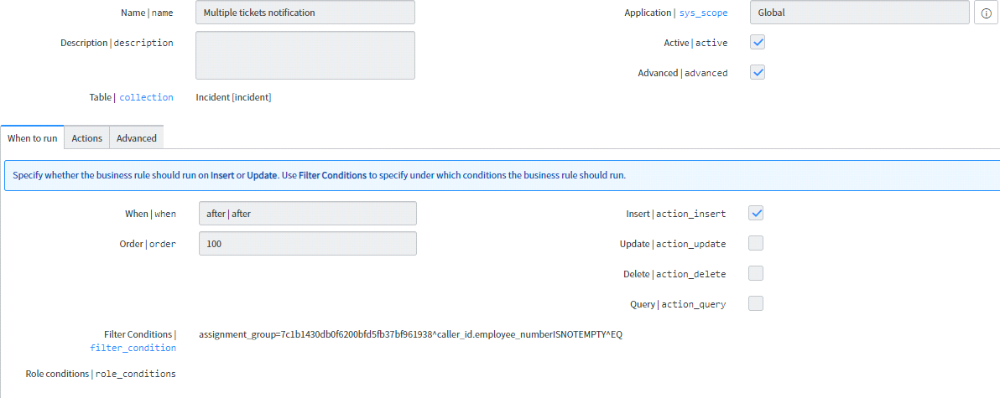 Name | name Multiple tickets notification Application | sys_scope Global
Description | description Active | active
Advanced | advanced
Table | collection Incident [incident]
When to run Actions Advanced
Specify whether the business rule should run on Insert or Update. Use Filter Conditions to specify under which conditions the business rule should run.
When | when after | after Insert | action_insert
Order | order 100 Update | action_update
Delete | action_delete
Query | action_query
Filter Conditions | assignment_group=7c1b1430db0f6200bfd5fb37bf961938^caller_id.employee_numberISNOTEMPTY^EQ
filter_condition
Role conditions | role_conditions